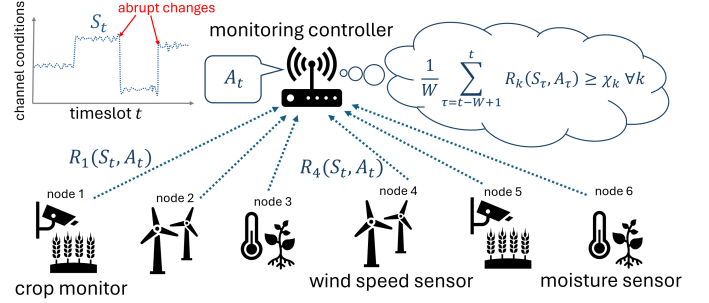 abrupt changes
S_t
channel conditions
timeslot t
monitoring controller
A_t
\frac{1}{W} \sum_{τ=t−W+1}^{t} R_k(S_τ, A_τ) ≥ χ_k ∀k
R_1(S_t, A_t)
R_4(S_t, A_t)
node 1
node 2
node 3
node 4
node 5
node 6
crop monitor
wind speed sensor
moisture sensor